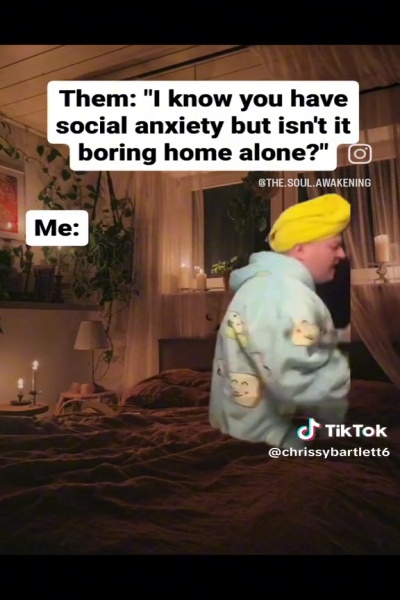 Them: "I know you have
social anxiety but isn't it
boring home alone?"
@THE.SOUL.AWAKENING
Me:
TikTok
@chrissybartlett6